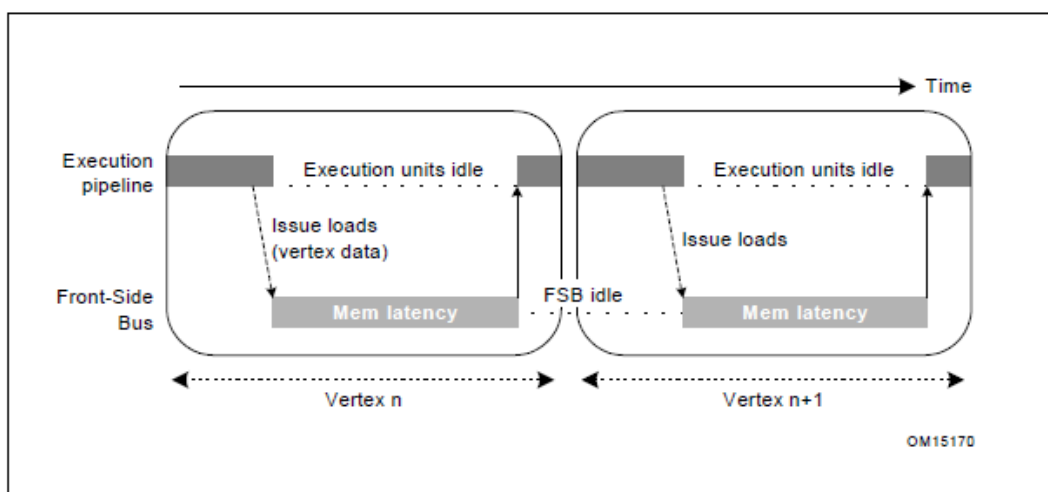 Time
Execution
pipeline
Execution units idle
Execution units idle
Issue loads
(vertex data)
Issue loads
Front-Side
Bus
Mem latency
FSB idle
Mem latency
Vertex n
Vertex n+1
OM15170